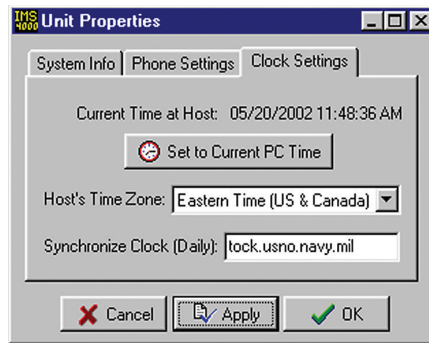 IMS 4000 Unit Properties
System Info Phone Settings Clock Settings
Current Time at Host: 05/20/2002 11:48:36 AM
Set to Current PC Time
Host's Time Zone: Eastern Time (US & Canada)
Synchronize Clock (Daily): tock.usno.navy.mil
Cancel Apply OK